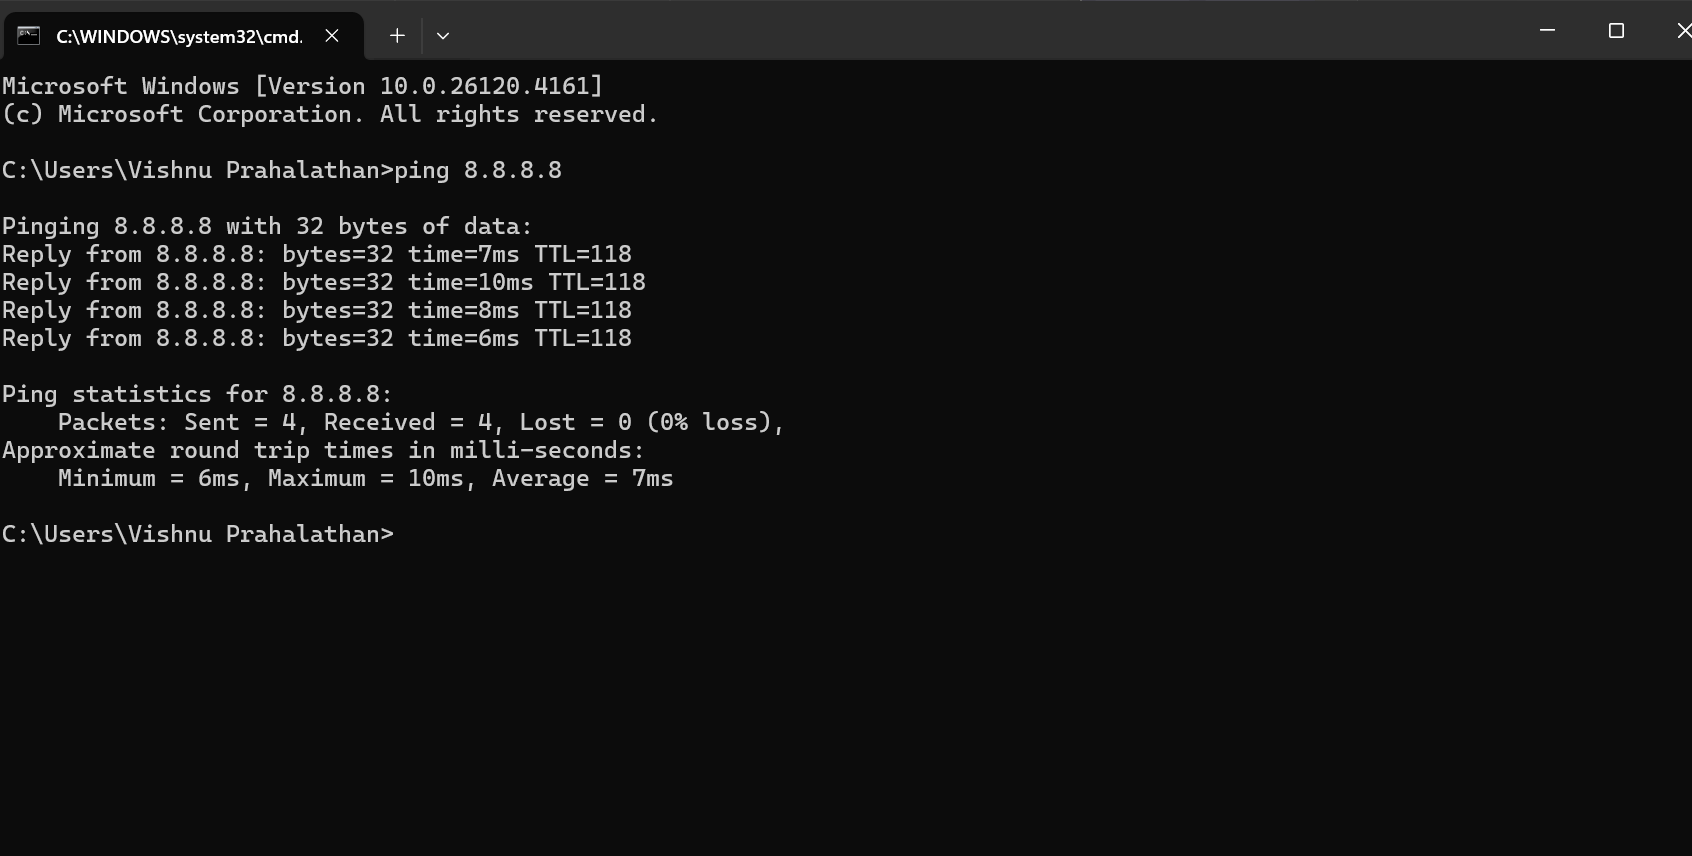 C:\WINDOWS\system32\cmd.
Microsoft Windows [Version 10.0.26120.4161]
(c) Microsoft Corporation. All rights reserved.
C:\Users\Vishnu Prahalathan>ping 8.8.8.8
Pinging 8.8.8.8 with 32 bytes of data:
Reply from 8.8.8.8: bytes=32 time=7ms TTL=118
Reply from 8.8.8.8: bytes=32 time=10ms TTL=118
Reply from 8.8.8.8: bytes=32 time=8ms TTL=118
Reply from 8.8.8.8: bytes=32 time=6ms TTL=118
Ping statistics for 8.8.8.8:
    Packets: Sent = 4, Received = 4, Lost = 0 (0% loss),
Approximate round trip times in milli-seconds:
    Minimum = 6ms, Maximum = 10ms, Average = 7ms
C:\Users\Vishnu Prahalathan>